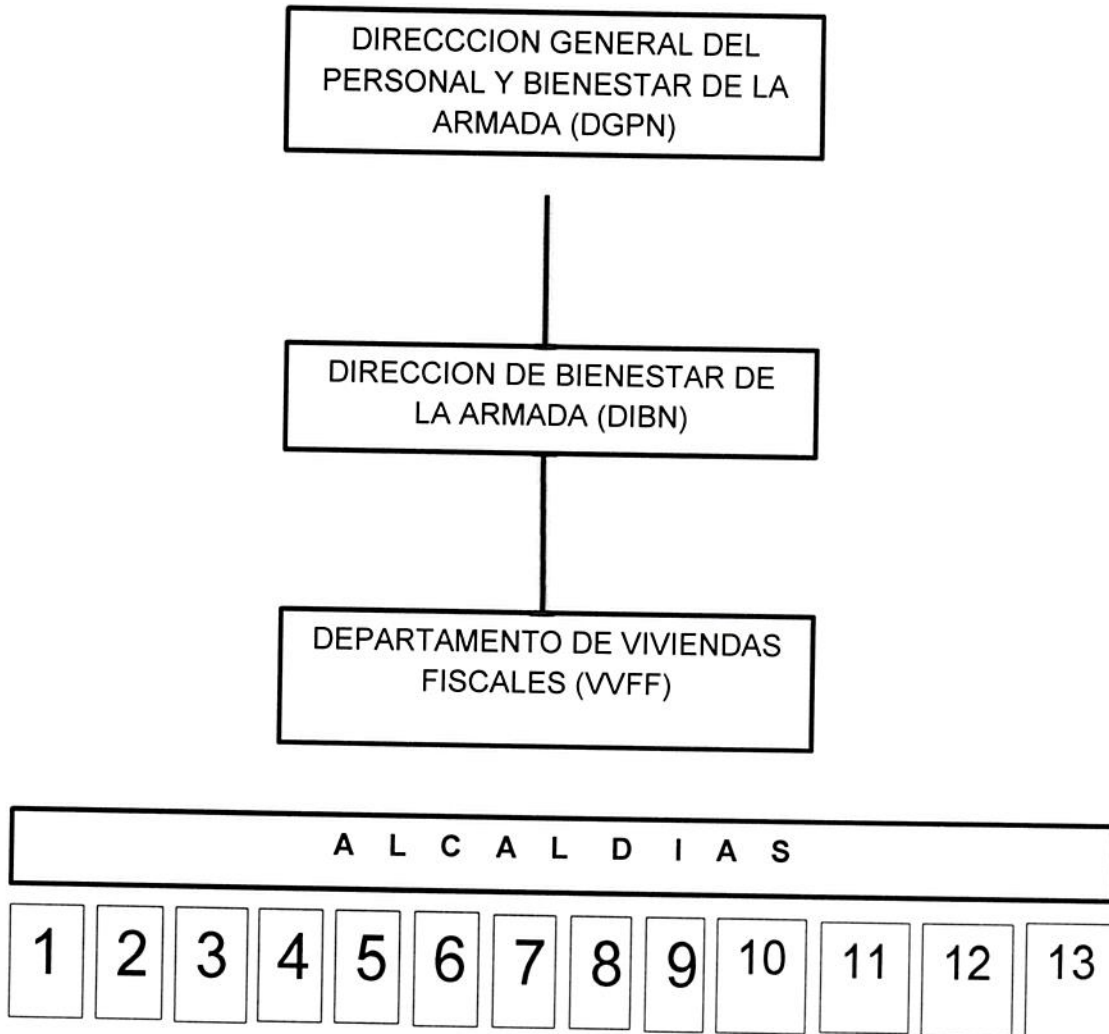 DIRECCCION GENERAL DEL
PERSONAL Y BIENESTAR DE LA
ARMADA (DGPN)
DIRECCION DE BIENESTAR DE
LA ARMADA (DIBN)
DEPARTAMENTO DE VIVIENDAS
FISCALES (VVFF)
A L C A L D I A S
1 2 3 4 5 6 7 8 9 10 11 12 13